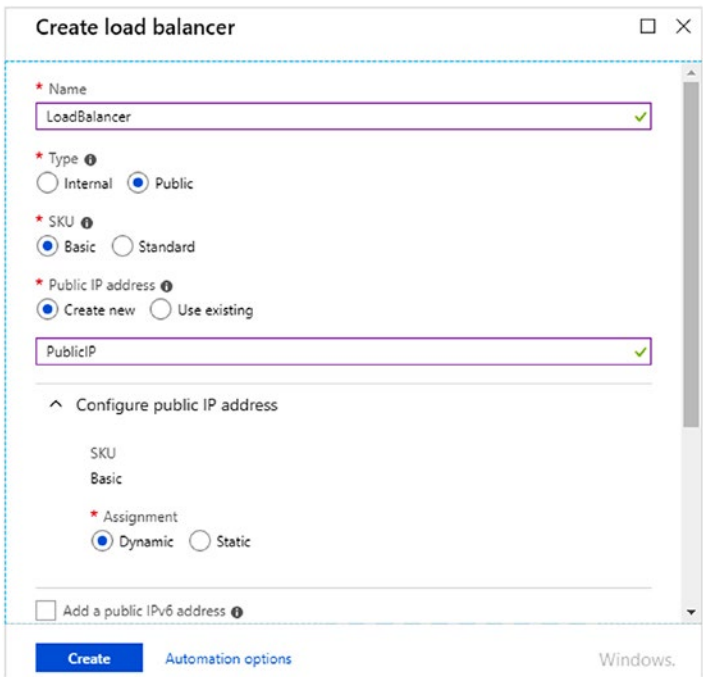 Create load balancer
* Name
LoadBalancer
* Type
Internal Public
* SKU
Basic Standard
* Public IP address
Create new Use existing
PublicIP
Configure public IP address
SKU
Basic
* Assignment
Dynamic Static
Add a public IPv6 address
Create Automation options Windows.